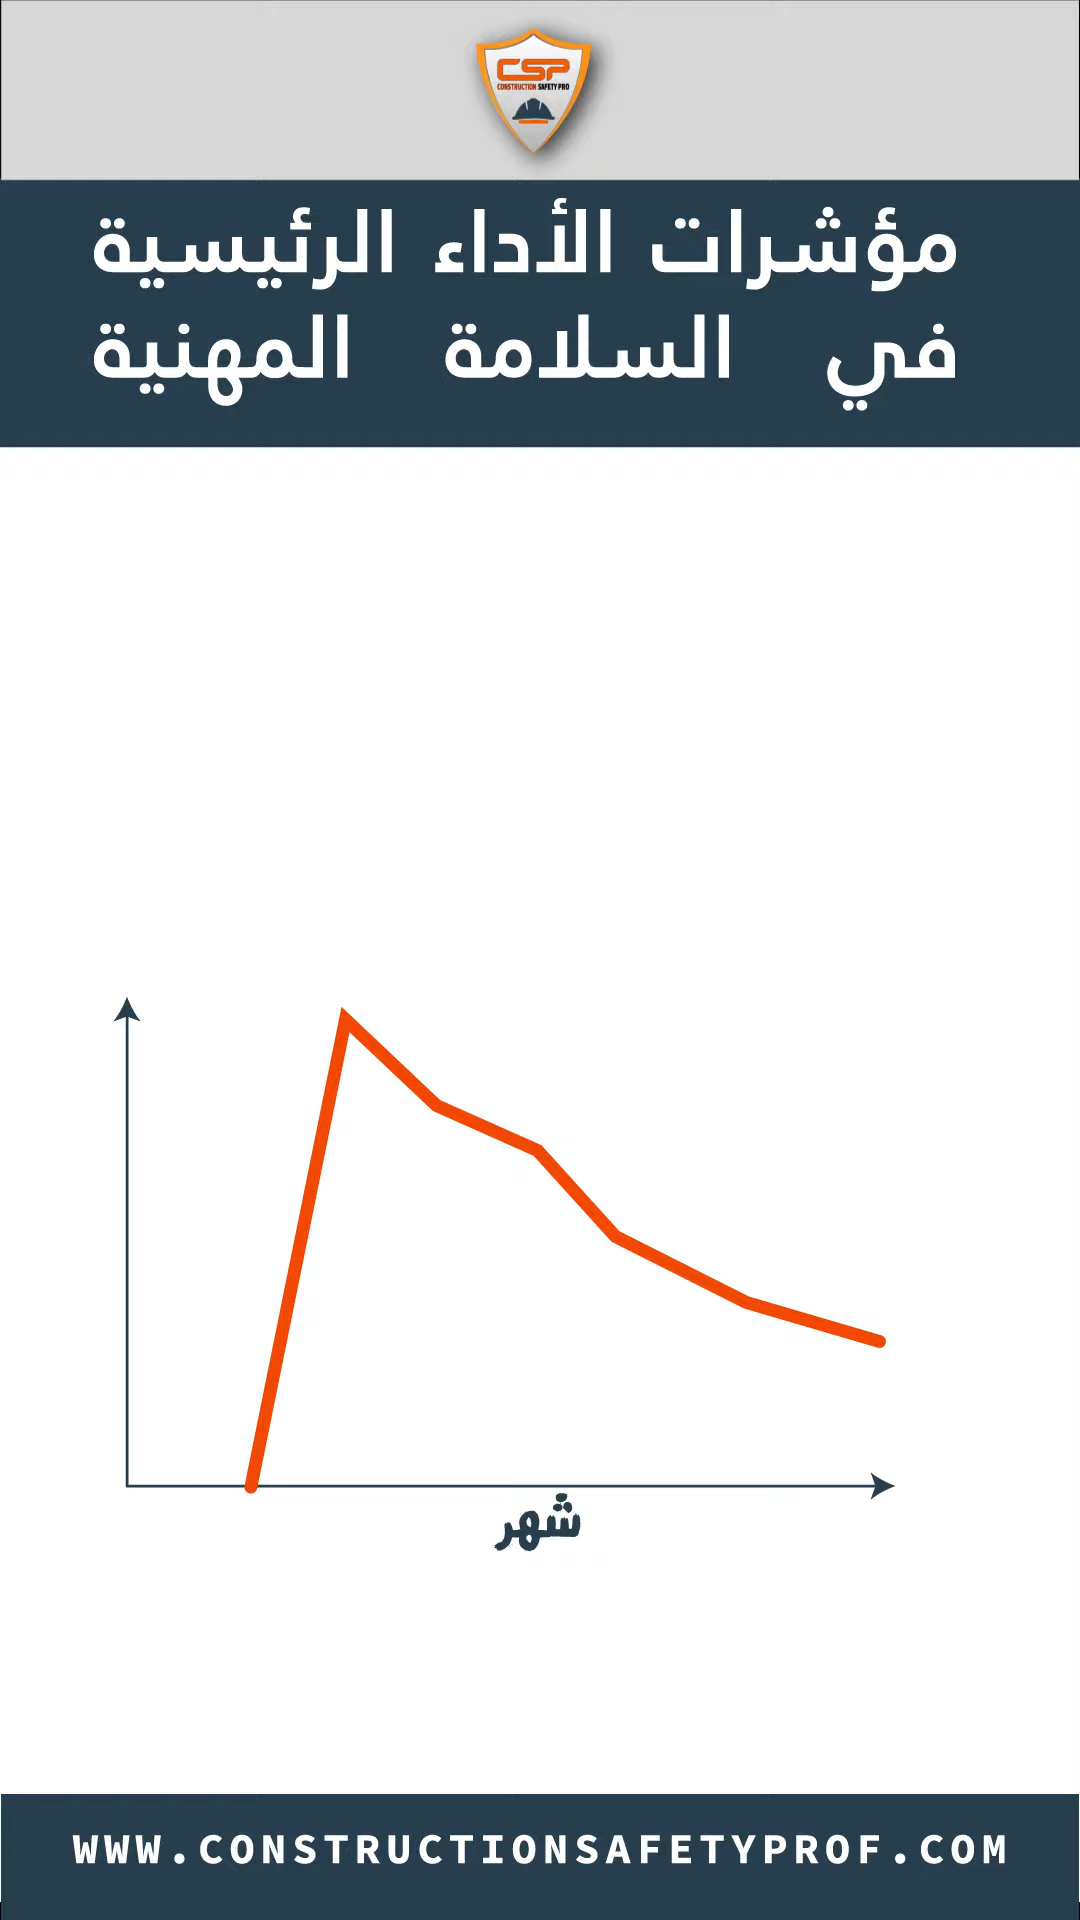 CSP
CONSTRUCTION SAFETY PRO
مؤشرات الأداء الرئيسية
في السلامة المهنية
شهر
WWW.CONSTRUCTIONSAFETYPROF.COM